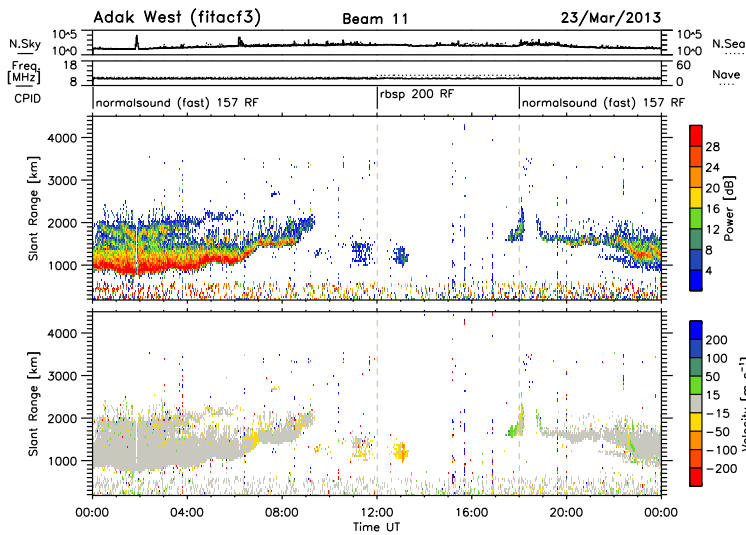 Adak West (fitacf3) Beam 11 23/Mar/2013
N.Sky 10^5 10^0 10^5 10^0 N.Sea
Freq. [MHz] 18 8 60 0 Nave
CPID normalsound (fast) 157 RF rbsp 200 RF normalsound (fast) 157 RF
Slant Range [km]
4000
3000
2000
1000
28
24
20
16
12
8
4
Power [dB]
Slant Range [km]
4000
3000
2000
1000
200
100
50
15
-15
-50
-100
-200
Velocity [m s⁻¹]
00:00 04:00 08:00 12:00 16:00 20:00 00:00
Time UT